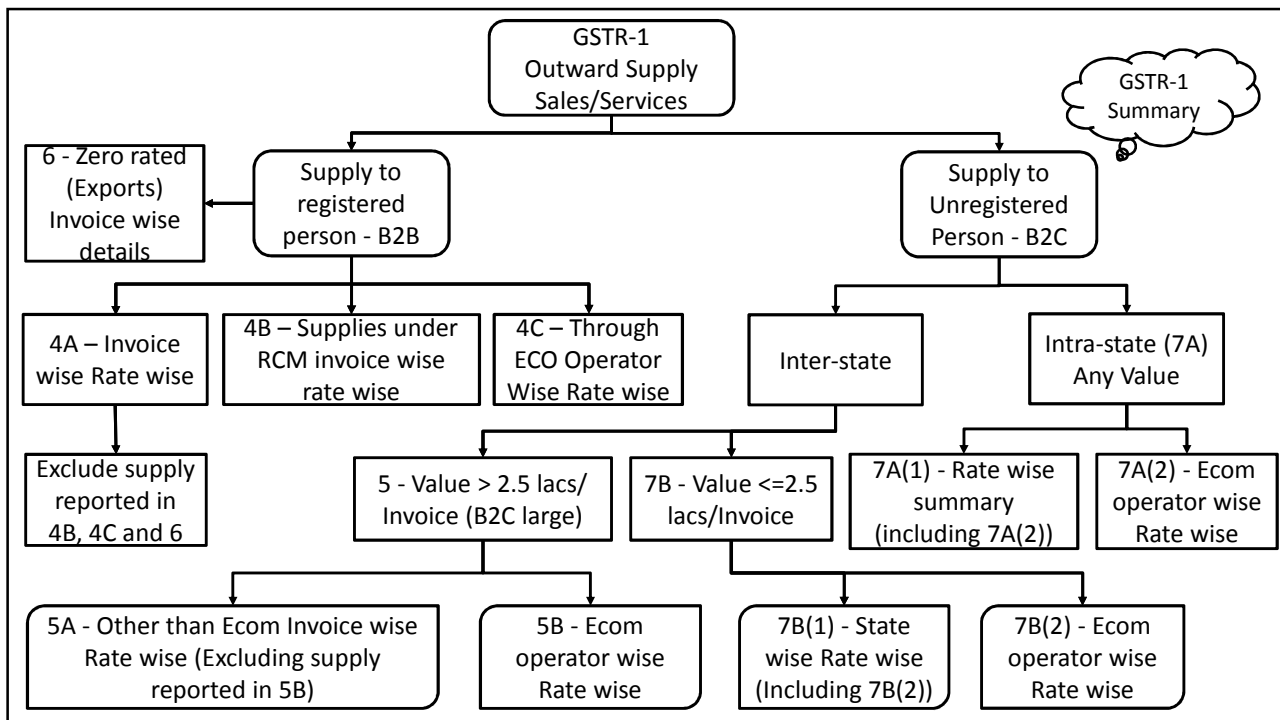 GSTR-1
Outward Supply
Sales/Services
GSTR-1
Summary
6 - Zero rated
(Exports)
Invoice wise
details
Supply to
registered
person - B2B
Supply to
Unregistered
Person - B2C
4A – Invoice
wise Rate wise
4B – Supplies under
RCM invoice wise
rate wise
4C – Through
ECO Operator
Wise Rate wise
Inter-state
Intra-state (7A)
Any Value
Exclude supply
reported in
4B, 4C and 6
5 - Value > 2.5 lacs/
Invoice (B2C large)
7B - Value <=2.5
lacs/Invoice
7A(1) - Rate wise
summary
(including 7A(2))
7A(2) - Ecom
operator wise
Rate wise
5A - Other than Ecom Invoice wise
Rate wise (Excluding supply
reported in 5B)
5B - Ecom
operator wise
Rate wise
7B(1) - State
wise Rate wise
(Including 7B(2))
7B(2) - Ecom
operator wise
Rate wise